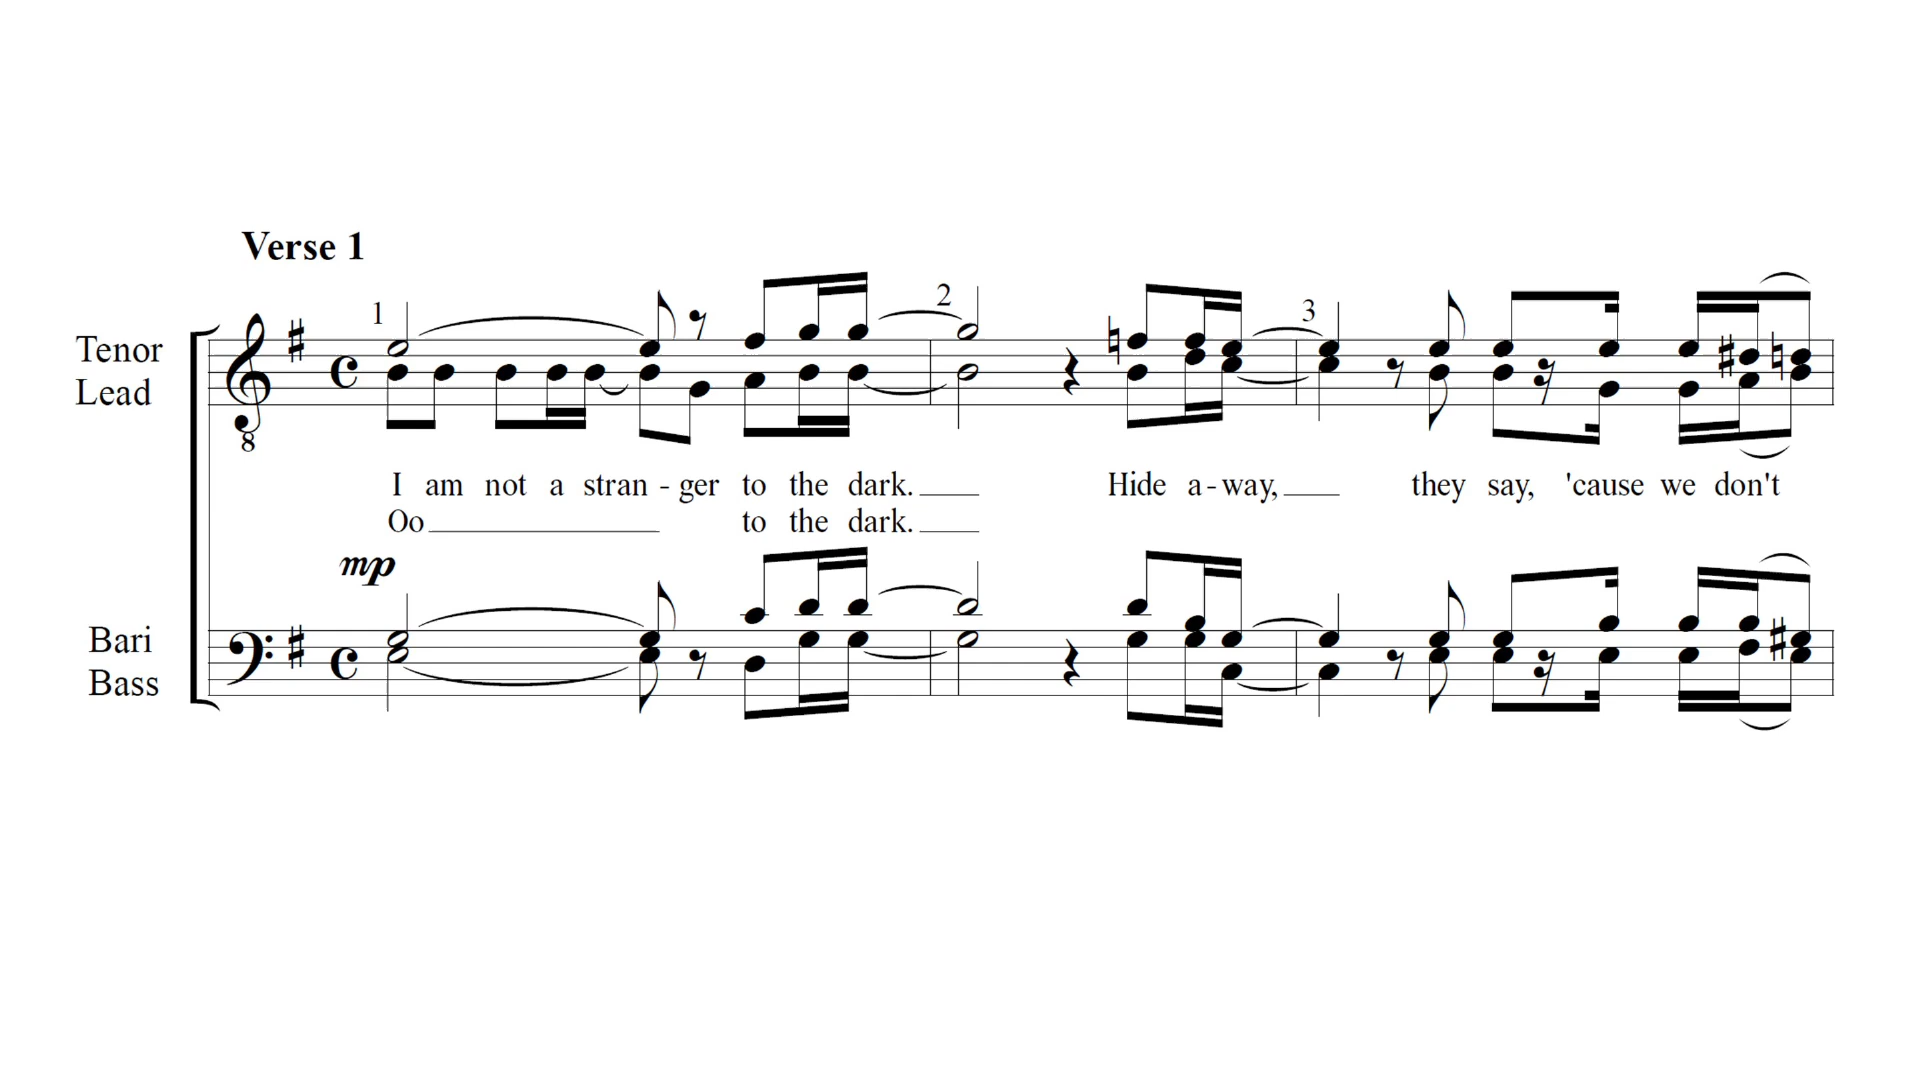 Verse 1
1
2
3
Tenor
Lead
8
I am not a stran - ger to the dark. Hide a - way, they say, 'cause we don't
Oo to the dark.
mp
Bari
Bass